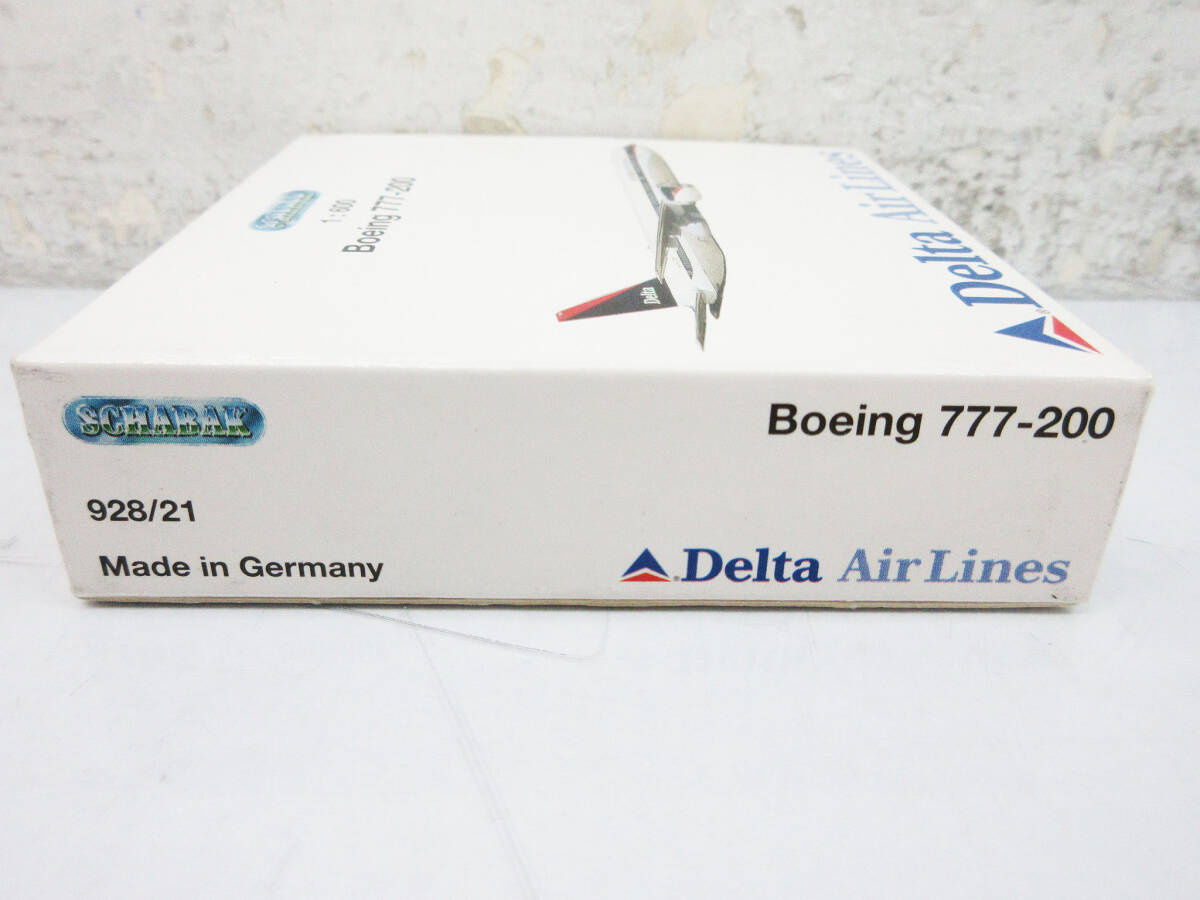 SCHABAK
1:600
Boeing 777-200
Delta
Delta Air Lines
SCHABAK
Boeing 777-200
928/21
Made in Germany
Delta Air Lines